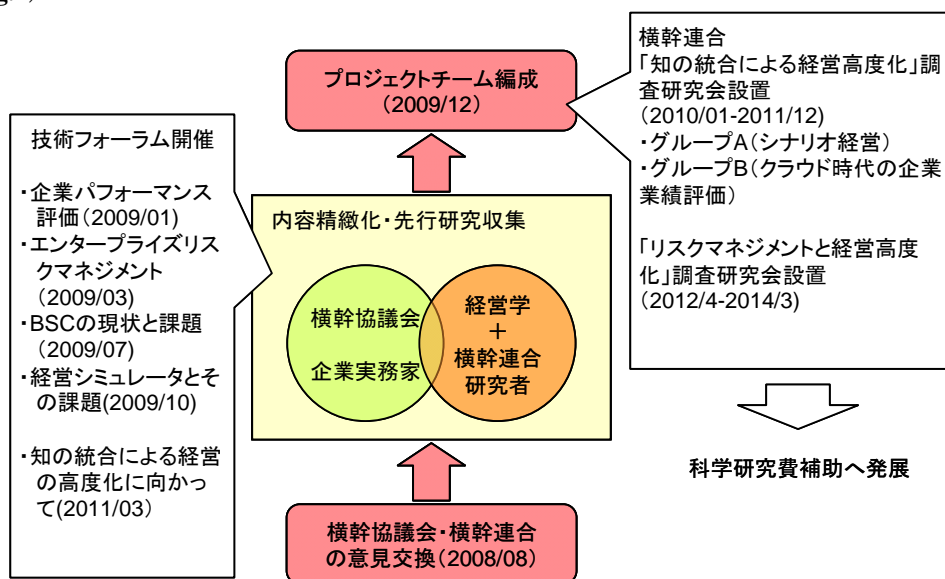 プロジェクトチーム編成
(2009/12)
横幹連合
「知の統合による経営高度化」調
査研究会設置
(2010/01-2011/12)
・グループA(シナリオ経営)
・グループB(クラウド時代の企業
業績評価)
「リスクマネジメントと経営高度
化」調査研究会設置
(2012/4-2014/3)
技術フォーラム開催
・企業パフォーマンス
評価(2009/01)
・エンタープライズリス
クマネジメント
(2009/03)
・BSCの現状と課題
(2009/07)
・経営シミュレータとそ
の課題(2009/10)
・知の統合による経営
の高度化に向かっ
て(2011/03)
内容精緻化・先行研究収集
横幹協議会
企業実務家
経営学
+
横幹連合
研究者
科学研究費補助へ発展
横幹協議会・横幹連合
の意見交換(2008/08)